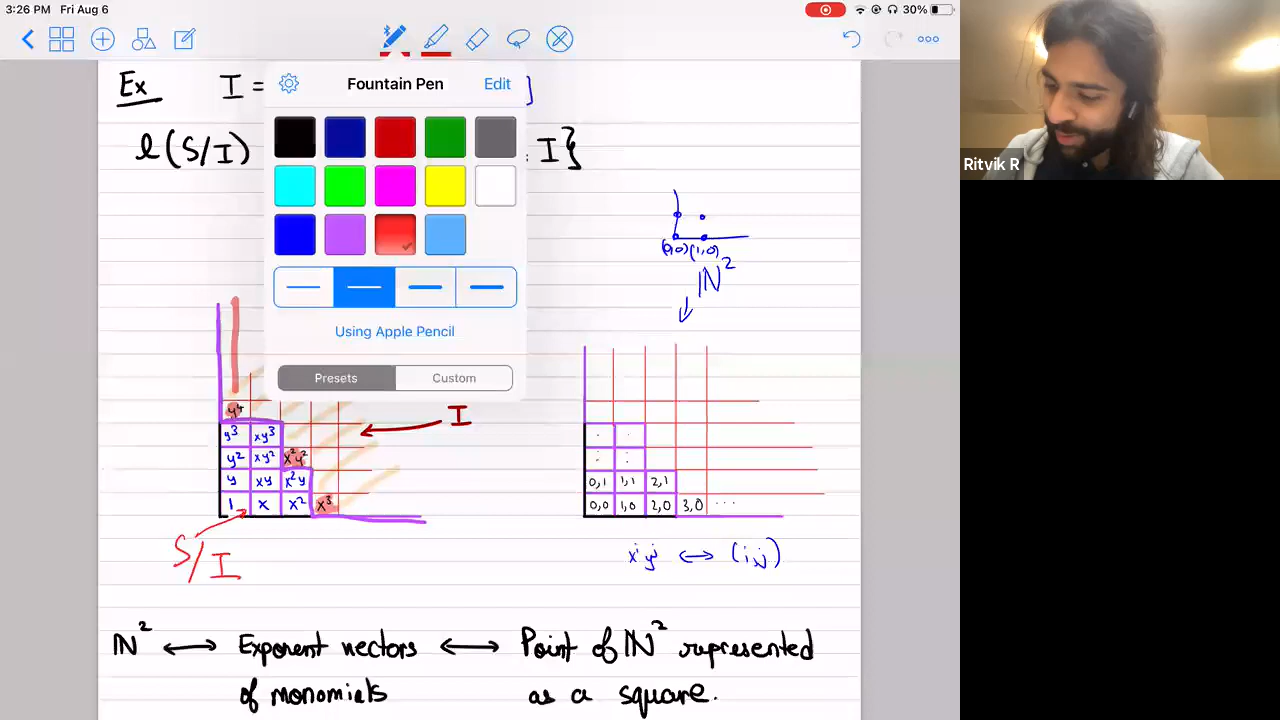 3:26 PM Fri Aug 6
30%
Ex I =
Fountain Pen
Edit
]
l(S/I)
: I}
Ritvik R
(0,0) (1,0)
ℕ²
Using Apple Pencil
Presets
Custom
y⁴
I
y³ xy³
y² xy² x²y²
y xy x²y
1 x x² x³
0,1 1,1 2,1
0,0 1,0 2,0 3,0 ...
S/I
xⁱyʲ ↔ (i,j)
ℕ² ↔ Exponent vectors ↔ Point of ℕ² represented
of monomials as a square.